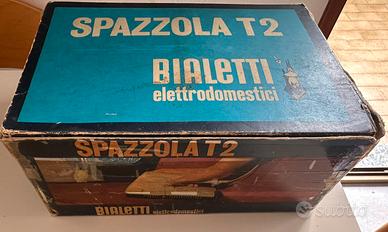 SPAZZOLA T2
BIALETTI
elettrodomestici
SPAZZOLA T2
BIALETTI elettrodomestici
subito